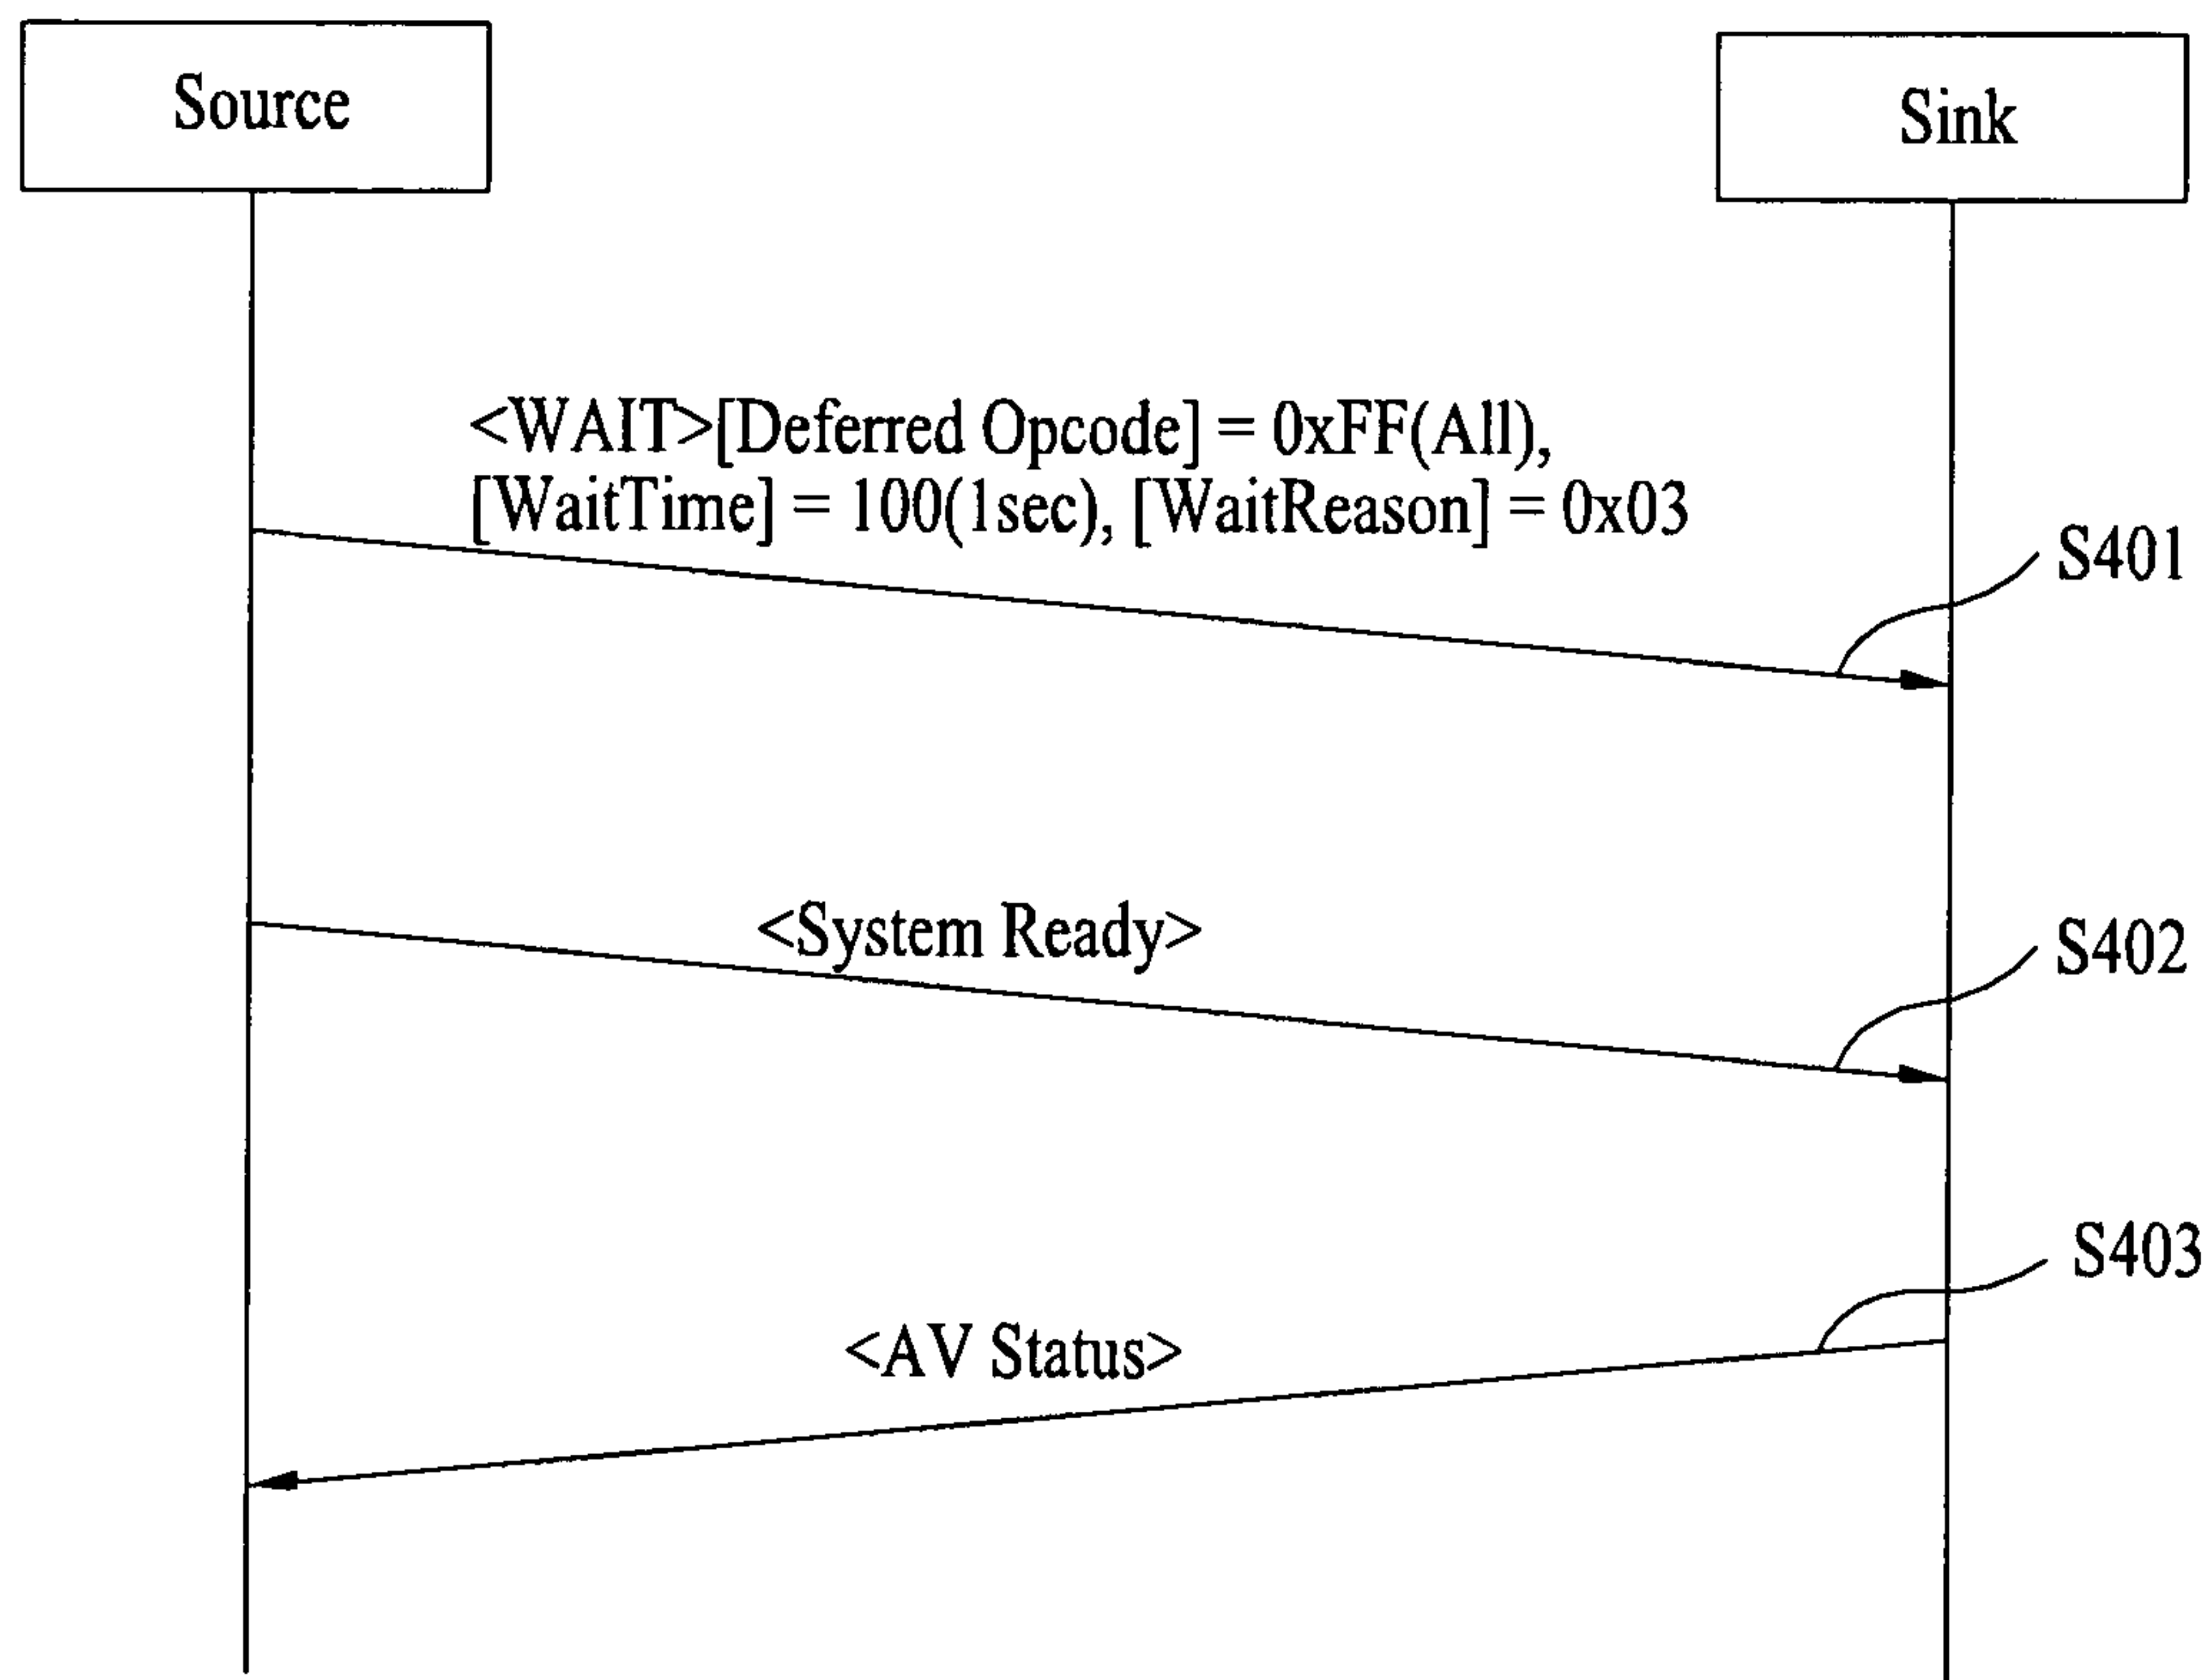 Source
Sink
<WAIT>[Deferred Opcode] = 0xFF(All),
[WaitTime] = 100(1sec), [WaitReason] = 0x03
S401
<System Ready>
S402
S403
<AV Status>